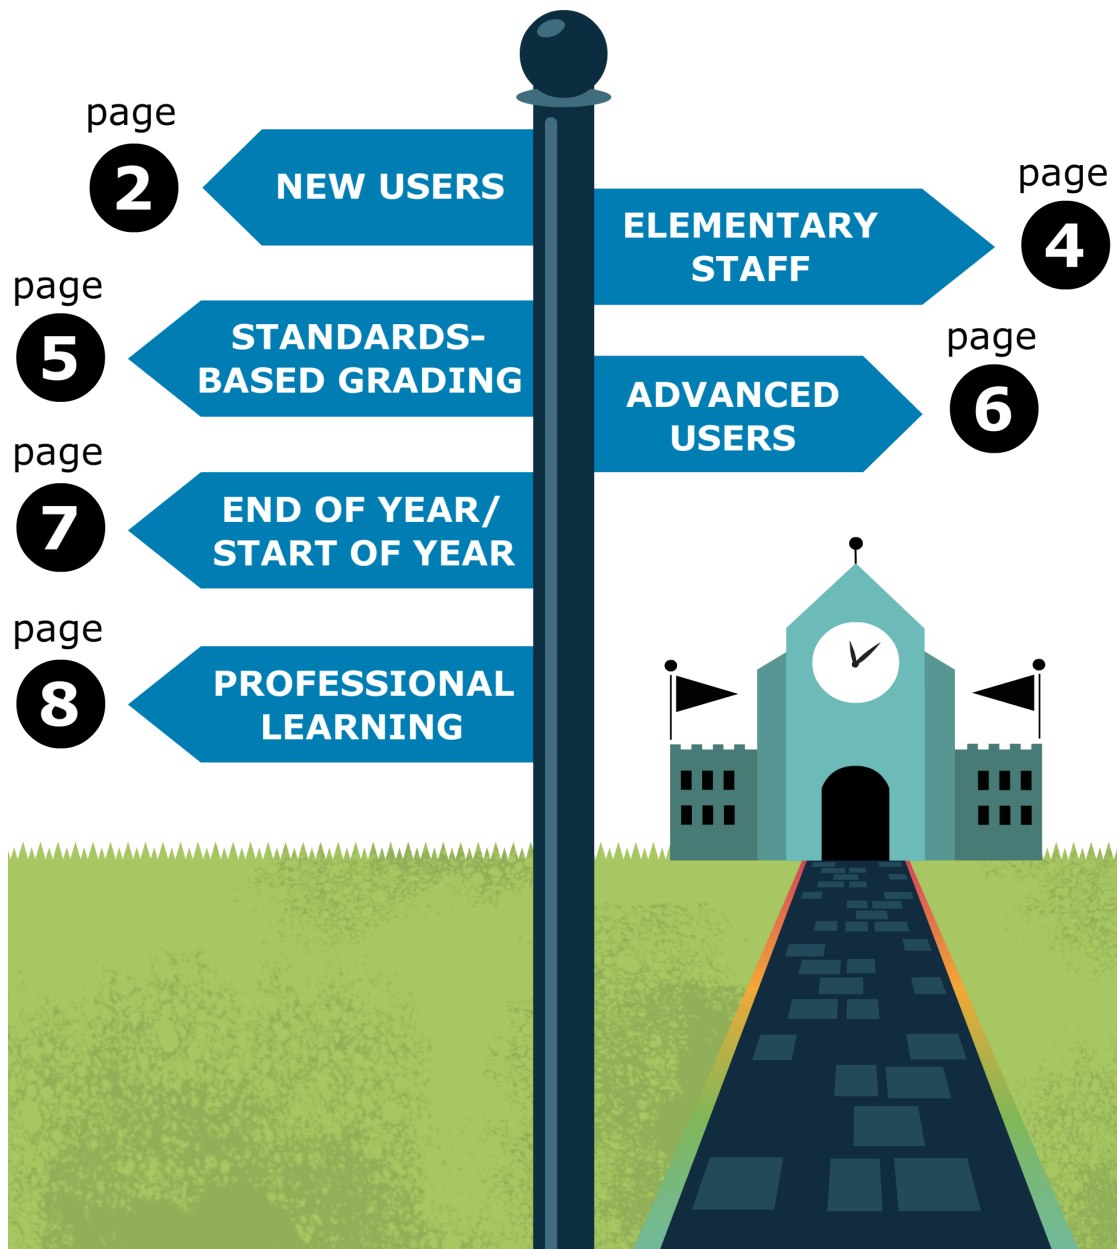 page
2
NEW USERS
page
4
ELEMENTARY
STAFF
page
5
STANDARDS-
BASED GRADING
page
6
ADVANCED
USERS
page
7
END OF YEAR/
START OF YEAR
page
8
PROFESSIONAL
LEARNING